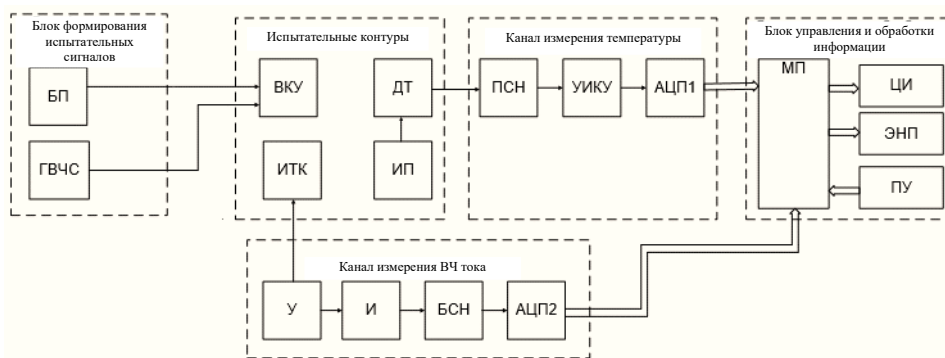 Блок формирования
испытательных
сигналов
Испытательные контуры
Канал измерения температуры
Блок управления и обработки
информации
БП
ВКУ
ДТ
ПСН
УИКУ
АЦП1
МП
ЦИ
ЭНП
ГВЧС
ИТК
ИП
ПУ
Канал измерения ВЧ тока
У
И
БСН
АЦП2